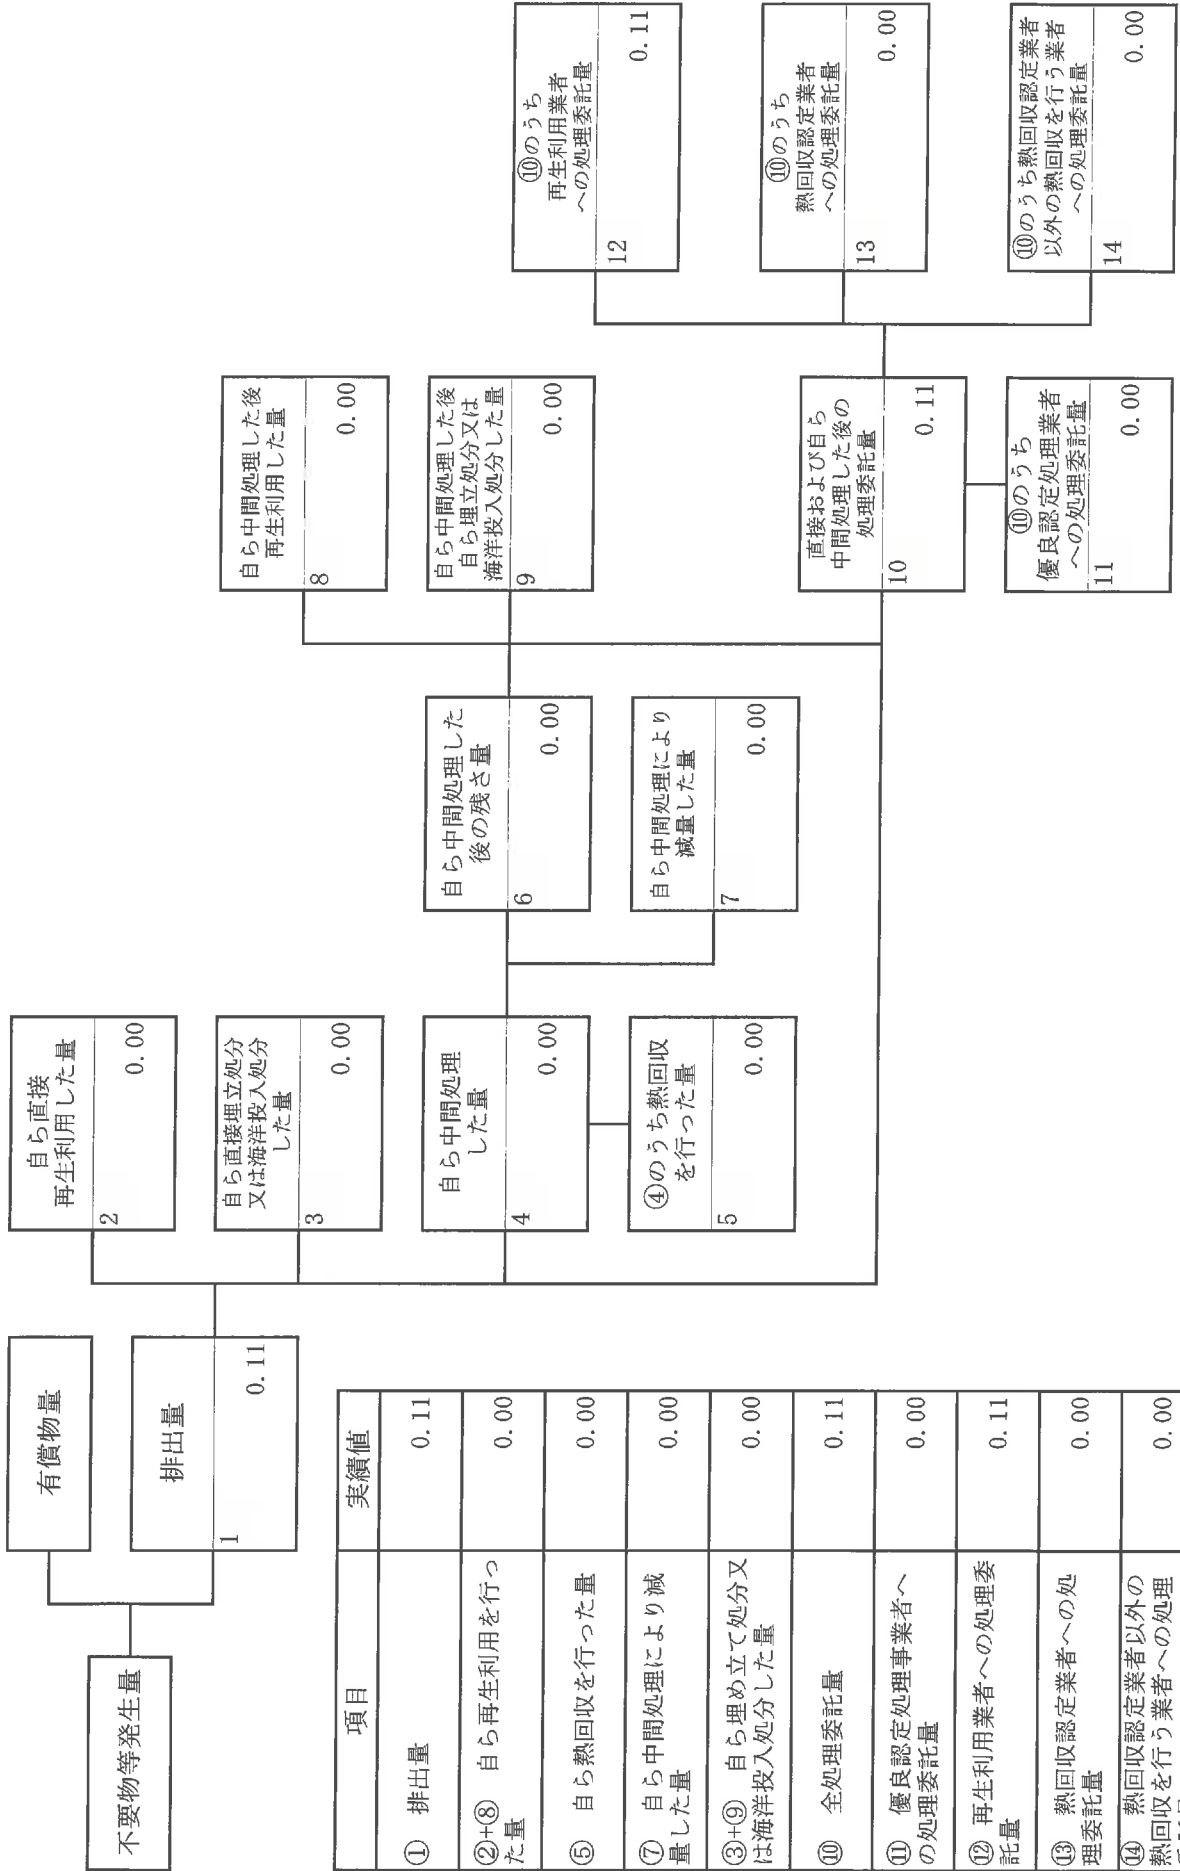 不要物等発生量
有償物量
排出量
1
0.11
自ら直接
再生利用した量
2
0.00
自ら直接埋立処分
又は海洋投入処分
した量
3
0.00
自ら中間処理
した量
4
0.00
④のうち熱回収
を行った量
5
0.00
自ら中間処理した
後の残さ量
6
0.00
自ら中間処理により
減量した量
7
0.00
自ら中間処理した後
再生利用した量
8
0.00
自ら中間処理した後
自ら埋立処分又は
海洋投入処分した量
9
0.00
直接および自ら
中間処理した後の
処理委託量
10
0.11
⑩のうち
優良認定処理業者
への処理委託量
11
0.00
⑩のうち
再生利用業者
への処理委託量
12
0.11
⑩のうち
熱回収認定業者
への処理委託量
13
0.00
⑩のうち熱回収認定業者
以外の熱回収を行う業者
への処理委託量
14
0.00
項目 実績値
① 排出量 0.11
②+⑧ 自ら再生利用を行っ
た量 0.00
⑤ 自ら熱回収を行った量 0.00
⑦ 自ら中間処理により減
量した量 0.00
③+⑨ 自ら埋め立て処分又
は海洋投入処分した量 0.00
⑩ 全処理委託量 0.11
⑪ 優良認定処理事業者へ
の処理委託量 0.00
⑫ 再生利用業者への処理委
託量 0.11
⑬ 熱回収認定業者への処
理委託量 0.00
⑭ 熱回収認定業者以外の
熱回収を行う業者への処理 0.00